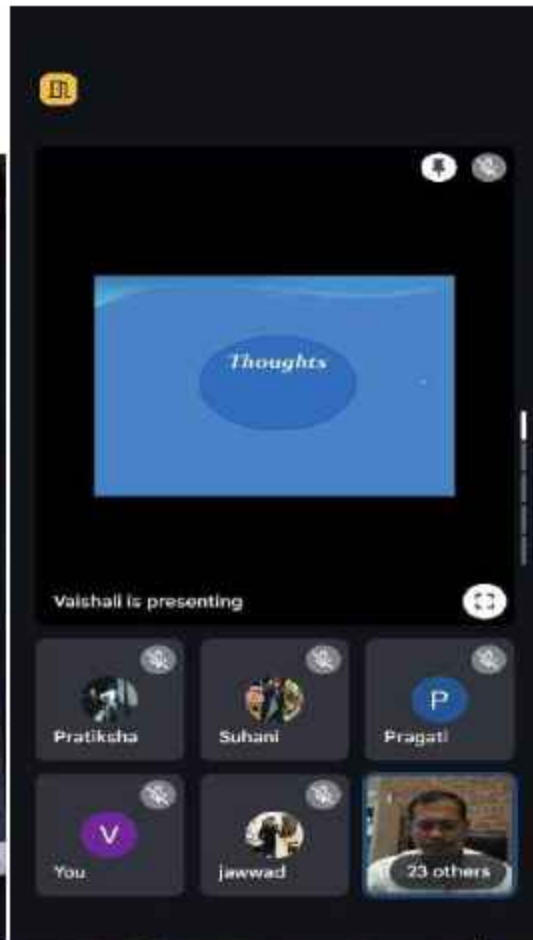 Thoughts
Vaishali is presenting
Pratiksha
Suhani
P
Pragati
V
You
jawwad
23 others